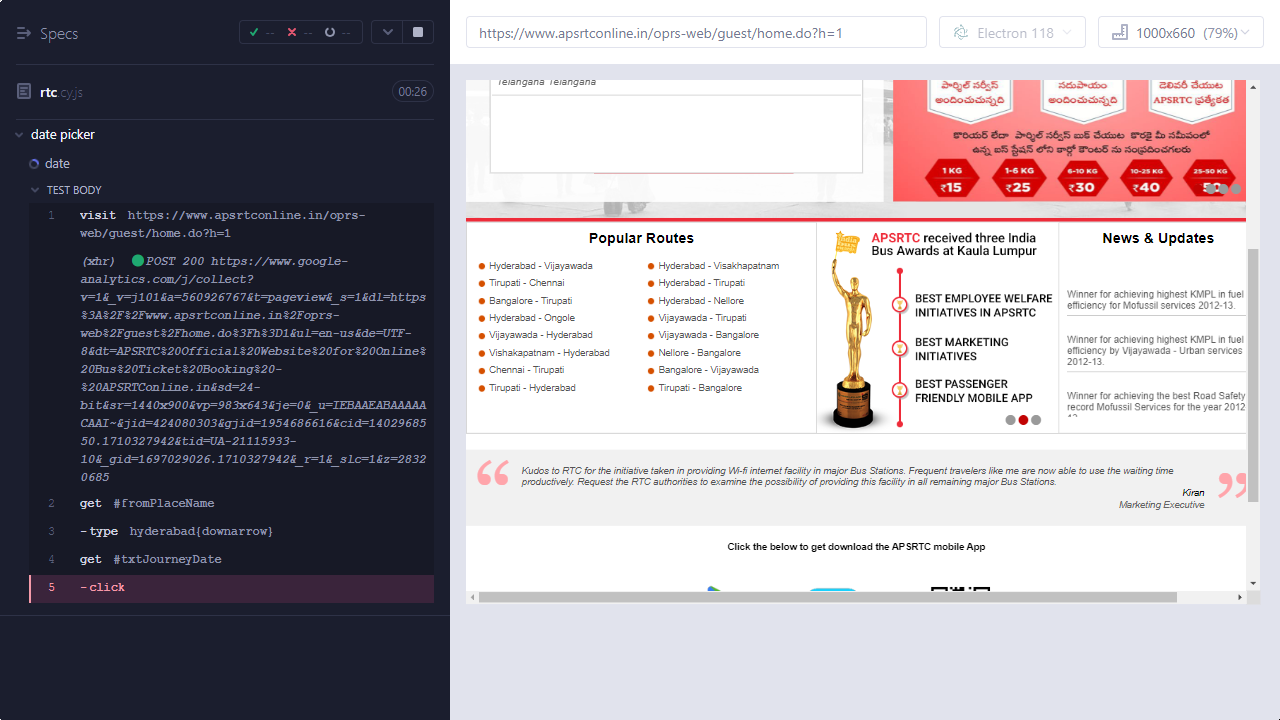 Specs
--
--
--
https://www.apsrtconline.in/oprs-web/guest/home.do?h=1
Electron 118
1000x660 (79%)
rtc.cy.js
00:26
date picker
date
TEST BODY
1 visit https://www.apsrtconline.in/oprs-
web/guest/home.do?h=1
(xhr) POST 200 https://www.google-
analytics.com/j/collect?
v=1&_v=j101&a=560926767&t=pageview&_s=1&dl=https
%3A%2F%2Fwww.apsrtconline.in%2Foprs-
web%2Fguest%2Fhome.do%3Fh%3D1&ul=en-us&de=UTF-
8&dt=APSRTC%20Official%20Website%20for%20Online%
20Bus%20Ticket%20Booking%20-
%20APSRTConline.in&sd=24-
bit&sr=1440x900&vp=983x643&je=0&_u=IEBAAEABAAAAA
CAAI~&jid=424080303&gjid=1954686616&cid=14029685
50.1710327942&tid=UA-21115933-
10&_gid=1697029026.1710327942&_r=1&_slc=1&z=2832
0685
2 get #fromPlaceName
3 -type hyderabad{downarrow}
4 get #txtJourneyDate
5 -click
Telangana Telangana
పార్శిల్ సర్వీస్
అందించుచున్నది
సదుపాయం
అందించుచున్నది
డెలివరీ చేయుట
APSRTC ప్రత్యేకత
కొరియర్ లేదా పార్శిల్ సర్వీస్ బుక్ చేయుట కొరకై మీ సమీపంలో
ఉన్న బస్ స్టేషన్ లోని కార్గో కౌంటర్ ను సంప్రదించగలరు
1 KG
₹15
1-6 KG
₹25
6-10 KG
₹30
10-25 KG
₹40
25-50 KG
₹50
Popular Routes
Hyderabad - Vijayawada
Tirupati - Chennai
Bangalore - Tirupati
Hyderabad - Ongole
Vijayawada - Hyderabad
Vishakapatnam - Hyderabad
Chennai - Tirupati
Tirupati - Hyderabad
Hyderabad - Visakhapatnam
Hyderabad - Tirupati
Hyderabad - Nellore
Vijayawada - Tirupati
Vijayawada - Bangalore
Nellore - Bangalore
Bangalore - Vijayawada
Tirupati - Bangalore
APSRTC received three India
Bus Awards at Kaula Lumpur
BEST EMPLOYEE WELFARE
INITIATIVES IN APSRTC
BEST MARKETING
INITIATIVES
BEST PASSENGER
FRIENDLY MOBILE APP
News & Updates
Winner for achieving highest KMPL in fuel
efficiency for Mofussil services 2012-13.
Winner for achieving highest KMPL in fuel
efficiency by Vijayawada - Urban services
2012-13.
Winner for achieving the best Road Safety
record Mofussil Services for the year 2012
Kudos to RTC for the initiative taken in providing Wi-fi internet facility in major Bus Stations. Frequent travelers like me are now able to use the waiting time
productively. Request the RTC authorities to examine the possibility of providing this facility in all remaining major Bus Stations.
Kiran
Marketing Executive
Click the below to get download the APSRTC mobile App